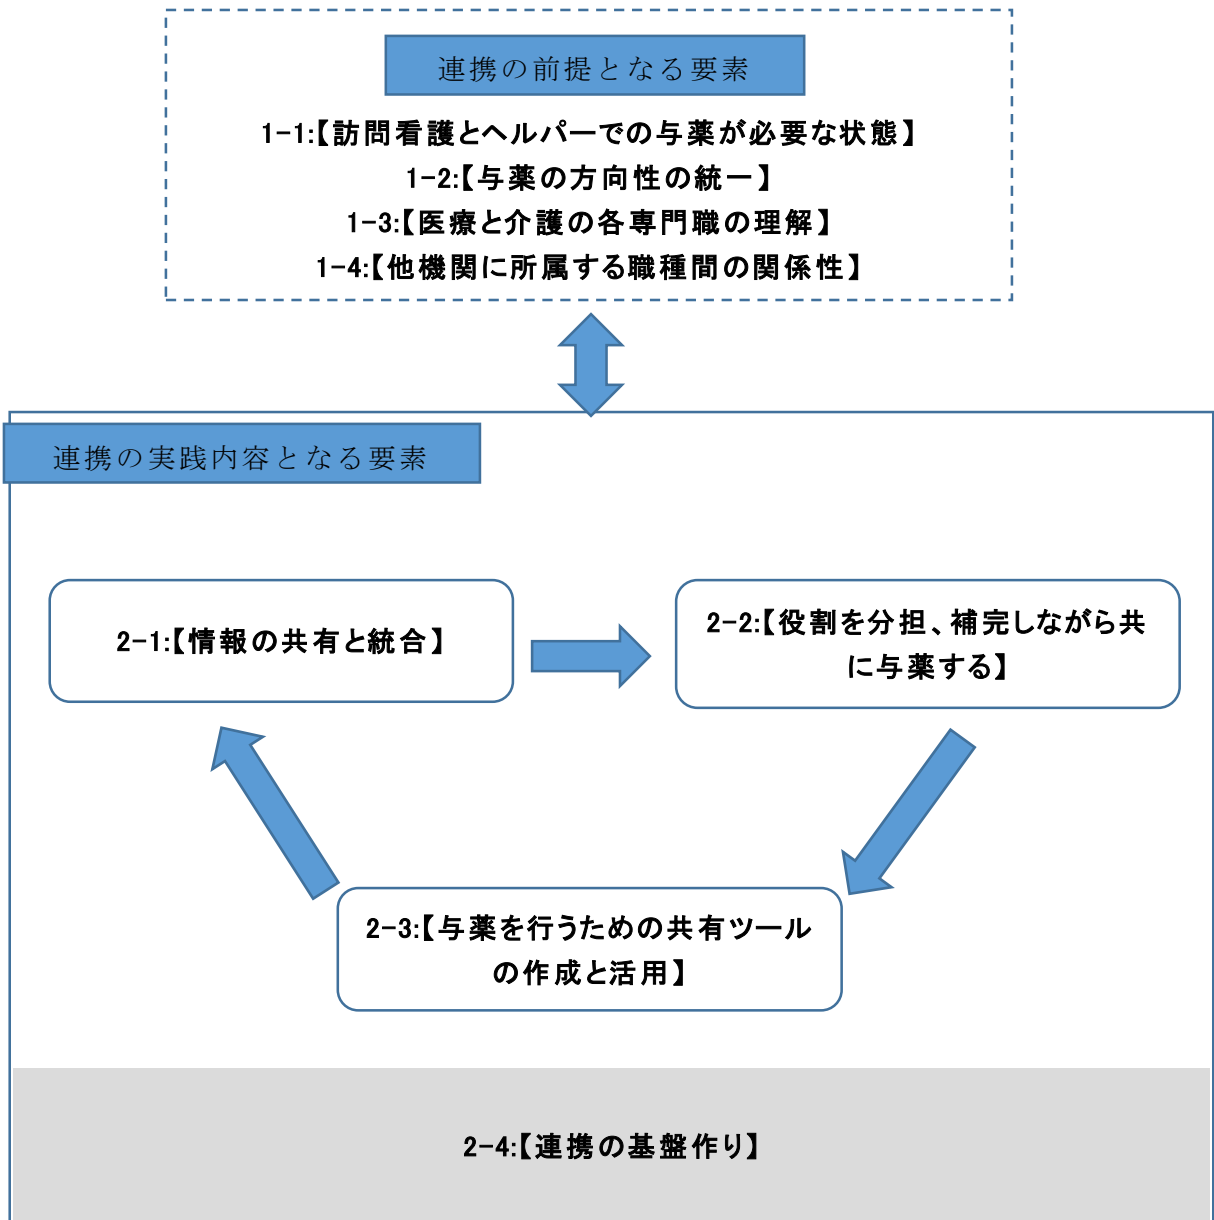 連携の前提となる要素
1-1:【訪問看護とヘルパーでの与薬が必要な状態】
1-2:【与薬の方向性の統一】
1-3:【医療と介護の各専門職の理解】
1-4:【他機関に所属する職種間の関係性】
連携の実践内容となる要素
2-1:【情報の共有と統合】
2-2:【役割を分担、補完しながら共
に与薬する】
2-3:【与薬を行うための共有ツール
の作成と活用】
2-4:【連携の基盤作り】